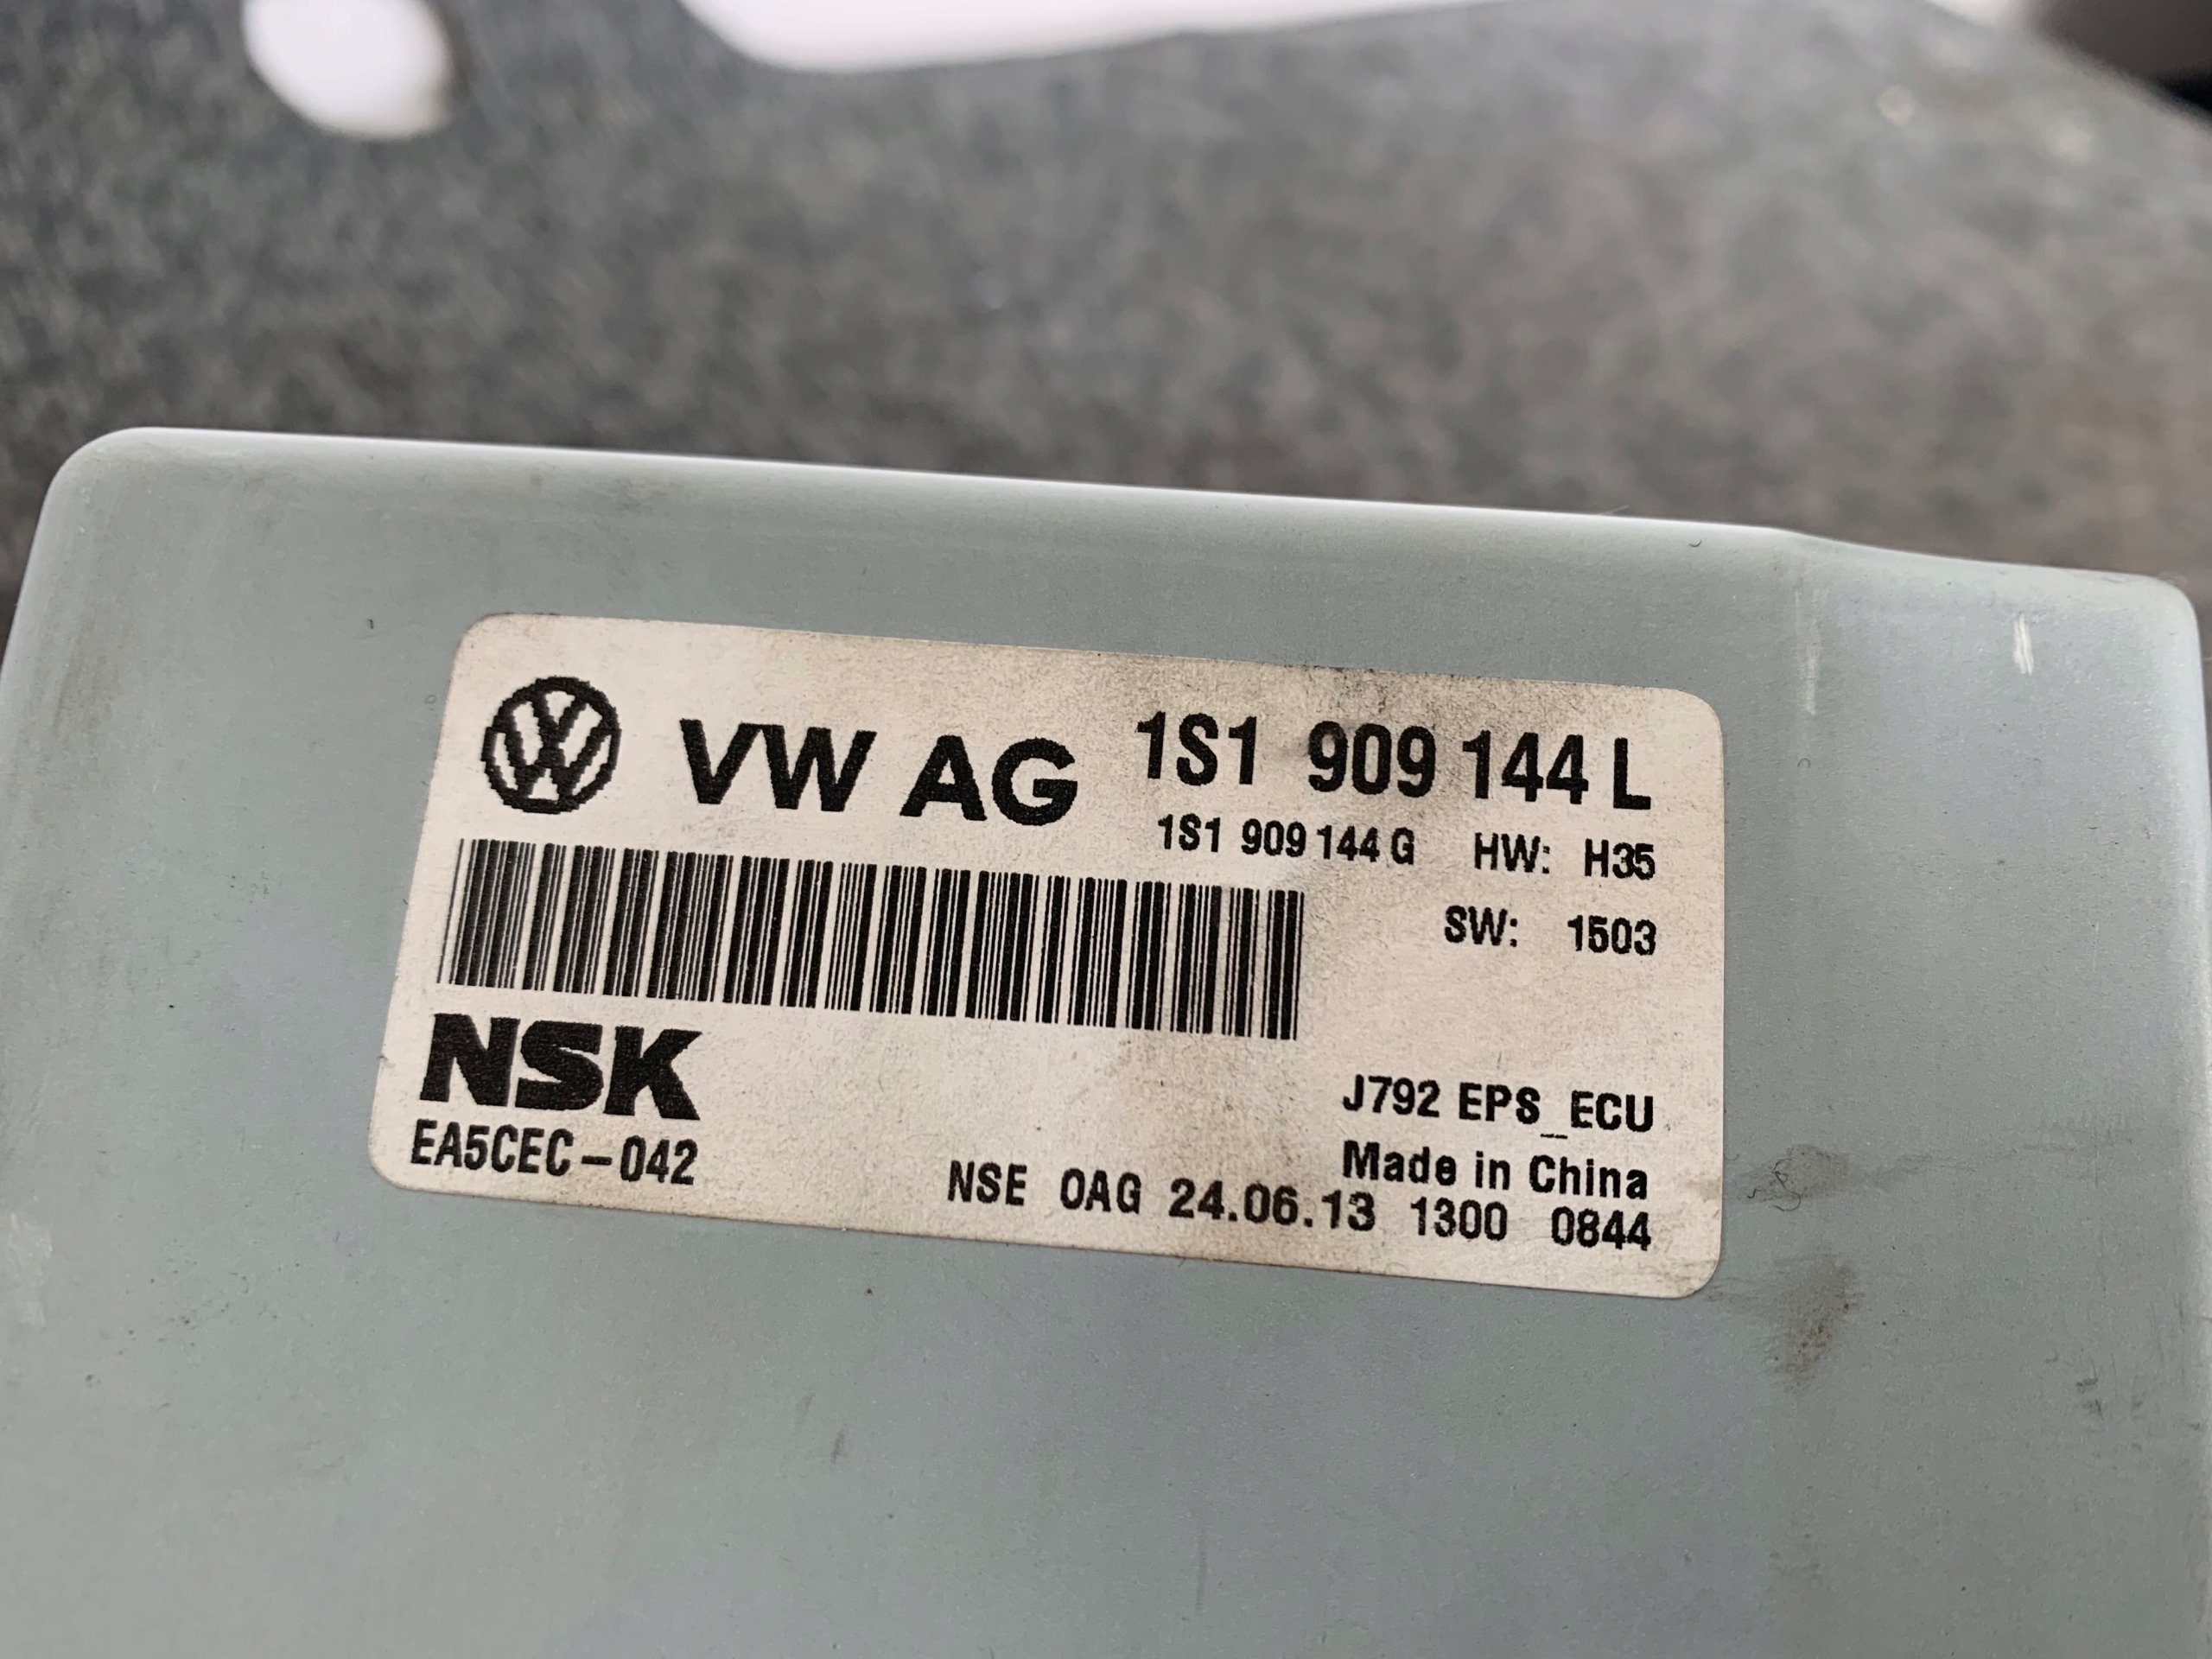 VW AG 1S1 909 144 L
1S1 909 144 G HW: H35
SW: 1503
NSK
EA5CEC-042
J792 EPS_ECU
Made in China
NSE OAG 24.06.13 1300 0844